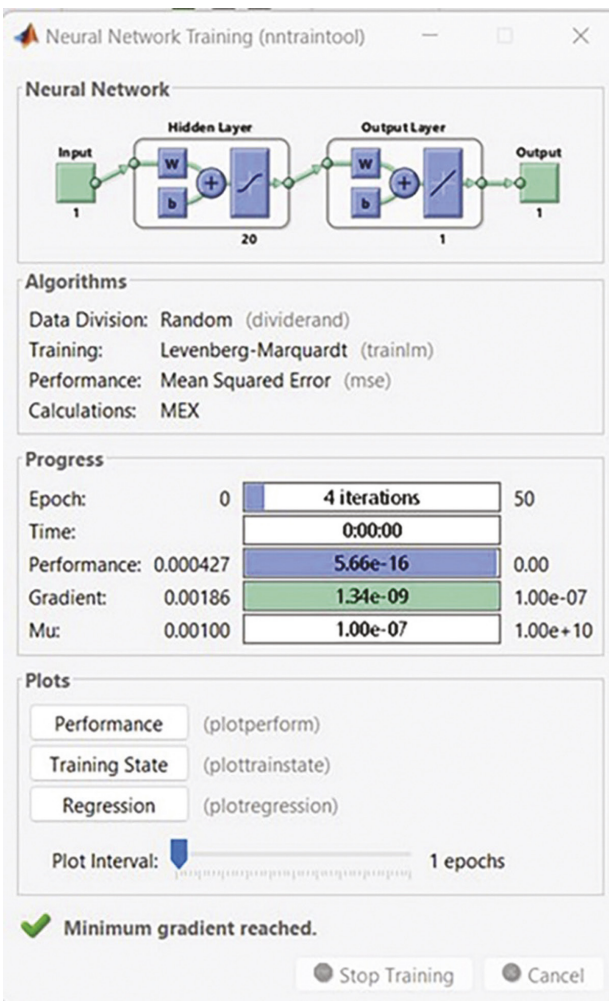 Neural Network Training (nntraintool)
Neural Network
Hidden Layer
Output Layer
Input
W
b
+
W
b
+
Output
1
20
1
1
Algorithms
Data Division: Random (dividerand)
Training: Levenberg-Marquardt (trainlm)
Performance: Mean Squared Error (mse)
Calculations: MEX
Progress
Epoch: 0 4 iterations 50
Time: 0:00:00
Performance: 0.000427 5.66e-16 0.00
Gradient: 0.00186 1.34e-09 1.00e-07
Mu: 0.00100 1.00e-07 1.00e+10
Plots
Performance (plotperform)
Training State (plottrainstate)
Regression (plotregression)
Plot Interval: 1 epochs
Minimum gradient reached.
Stop Training Cancel